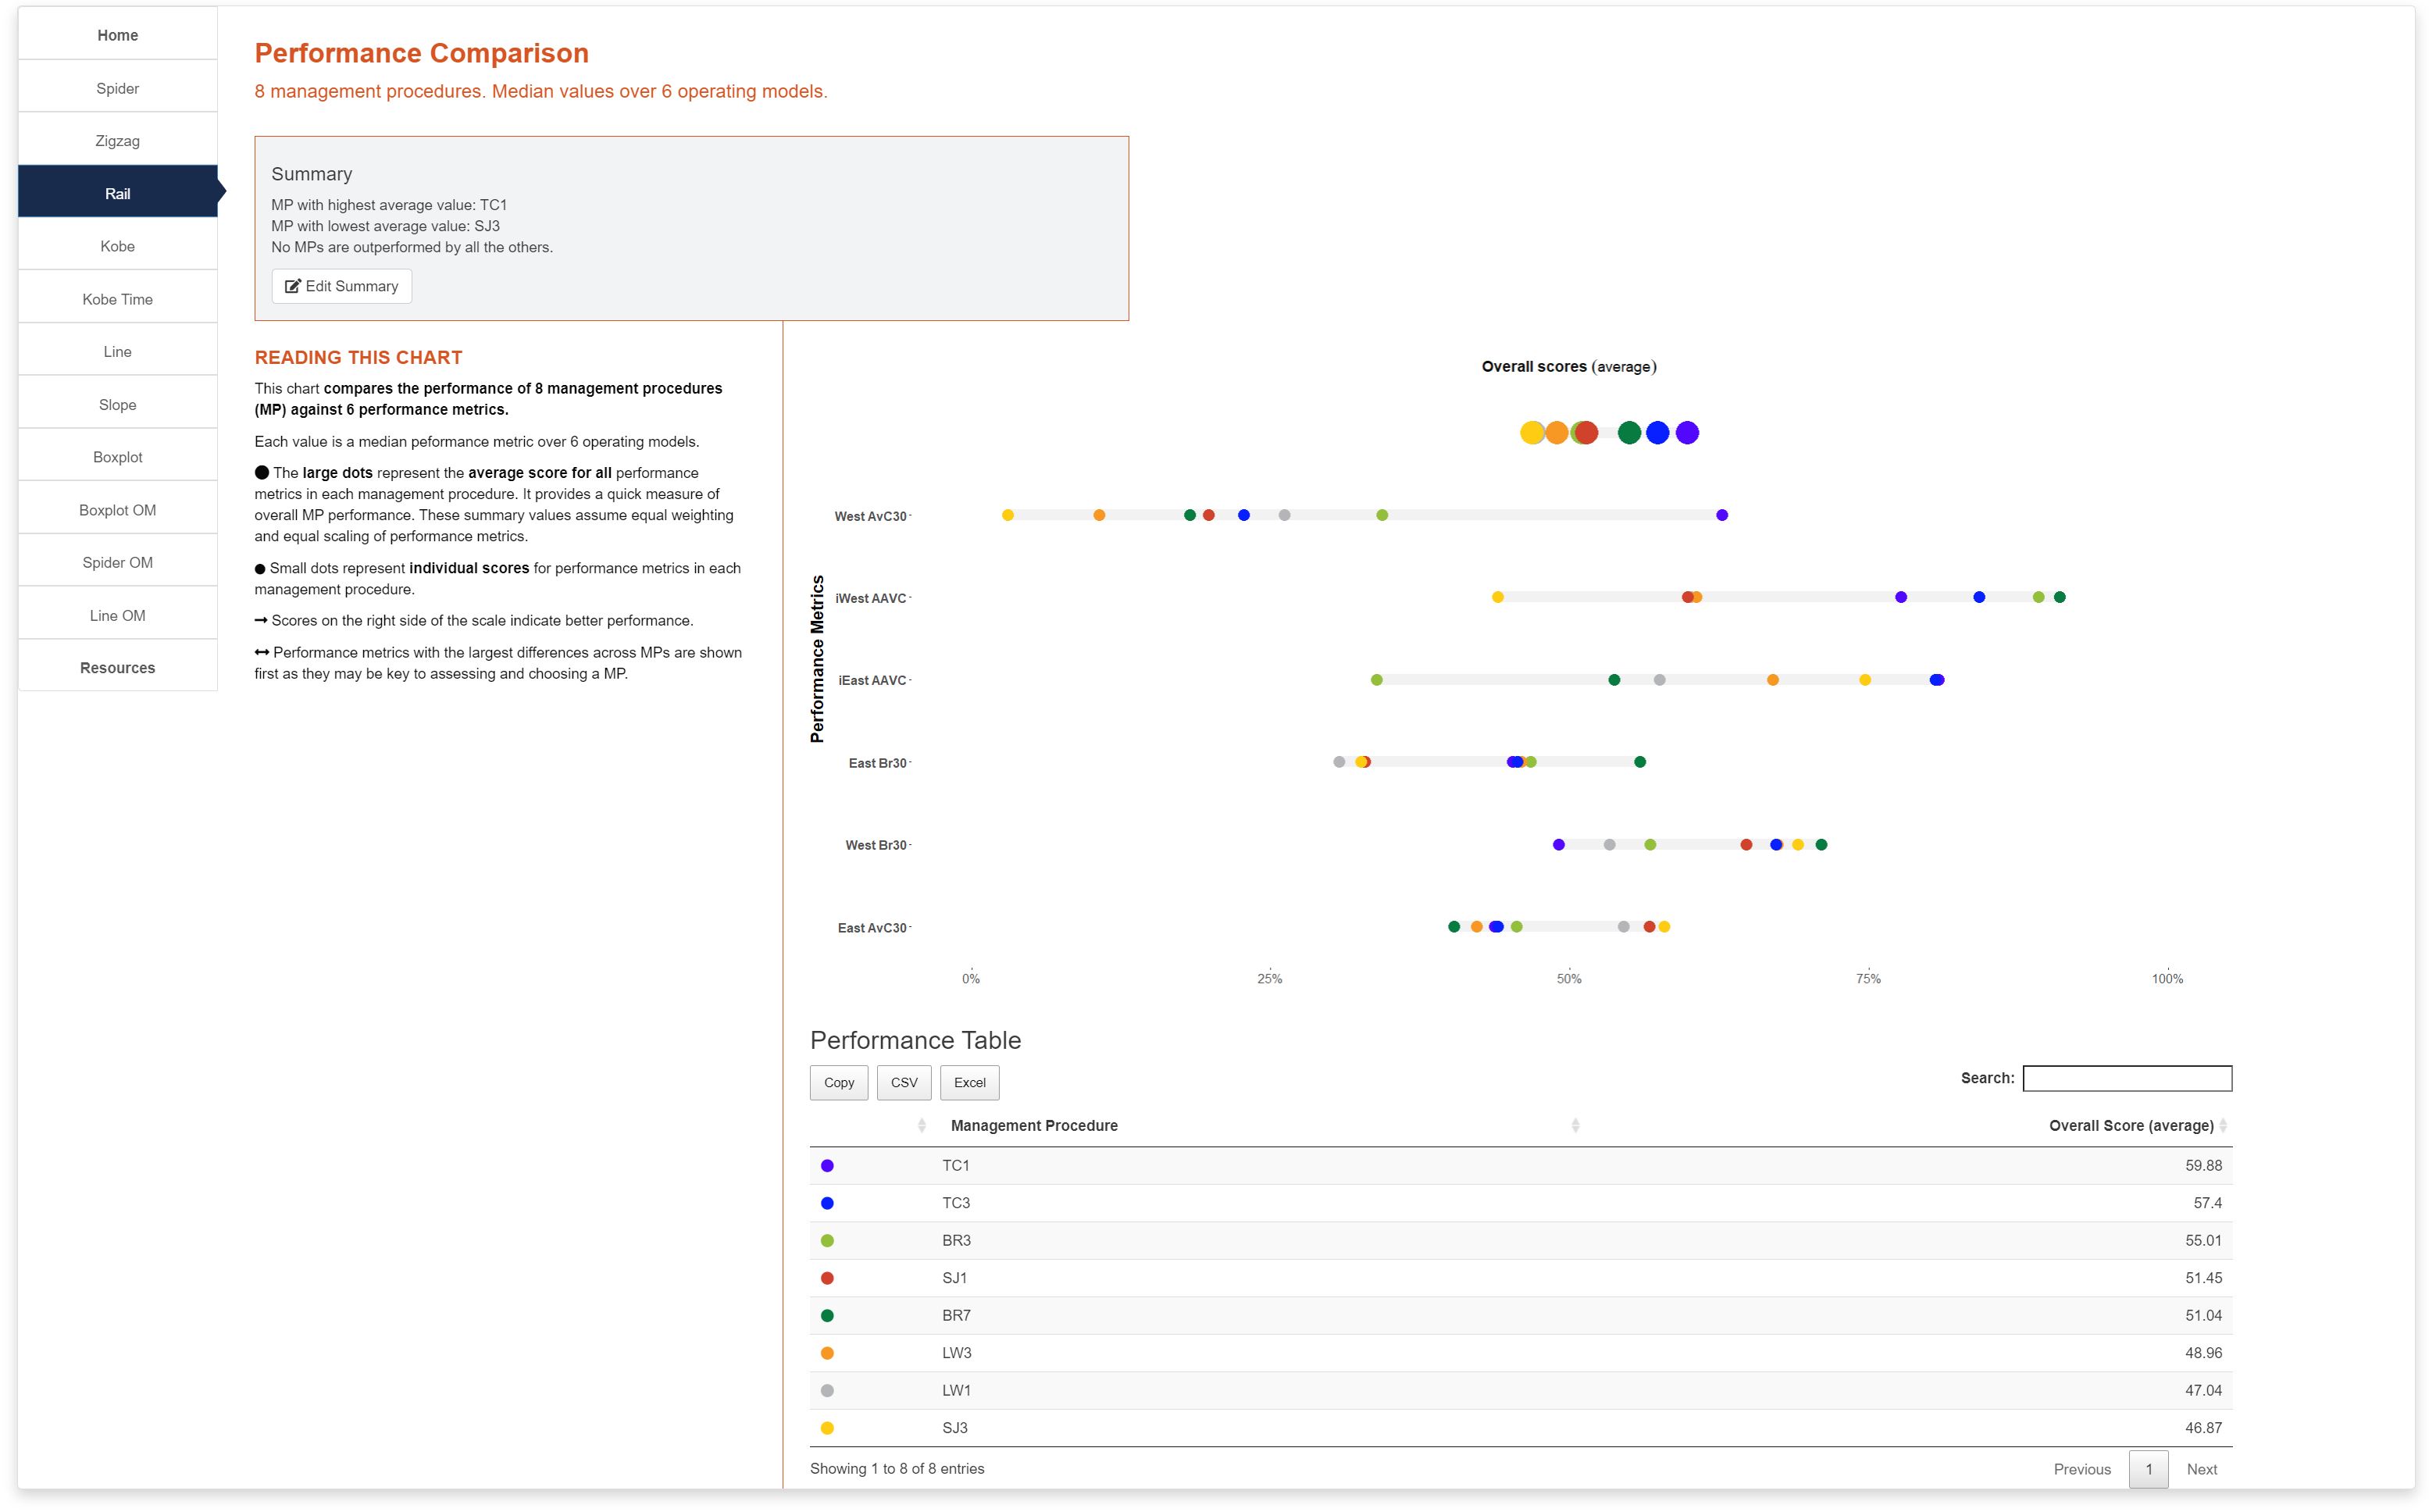 Home
Spider
Zigzag
Rail
Kobe
Kobe Time
Line
Slope
Boxplot
Boxplot OM
Spider OM
Line OM
Resources
Performance Comparison
8 management procedures. Median values over 6 operating models.
Summary
MP with highest average value: TC1
MP with lowest average value: SJ3
No MPs are outperformed by all the others.
Edit Summary
READING THIS CHART
This chart compares the performance of 8 management procedures
(MP) against 6 performance metrics.
Each value is a median peformance metric over 6 operating models.
The large dots represent the average score for all performance
metrics in each management procedure. It provides a quick measure of
overall MP performance. These summary values assume equal weighting
and equal scaling of performance metrics.
Small dots represent individual scores for performance metrics in each
management procedure.
→ Scores on the right side of the scale indicate better performance.
↔ Performance metrics with the largest differences across MPs are shown
first as they may be key to assessing and choosing a MP.
Overall scores (average)
Performance Metrics
West AvC30
iWest AAVC
iEast AAVC
East Br30
West Br30
East AvC30
0% 25% 50% 75% 100%
Performance Table
Copy CSV Excel Search:
Management Procedure Overall Score (average)
TC1 59.88
TC3 57.4
BR3 55.01
SJ1 51.45
BR7 51.04
LW3 48.96
LW1 47.04
SJ3 46.87
Showing 1 to 8 of 8 entries Previous 1 Next